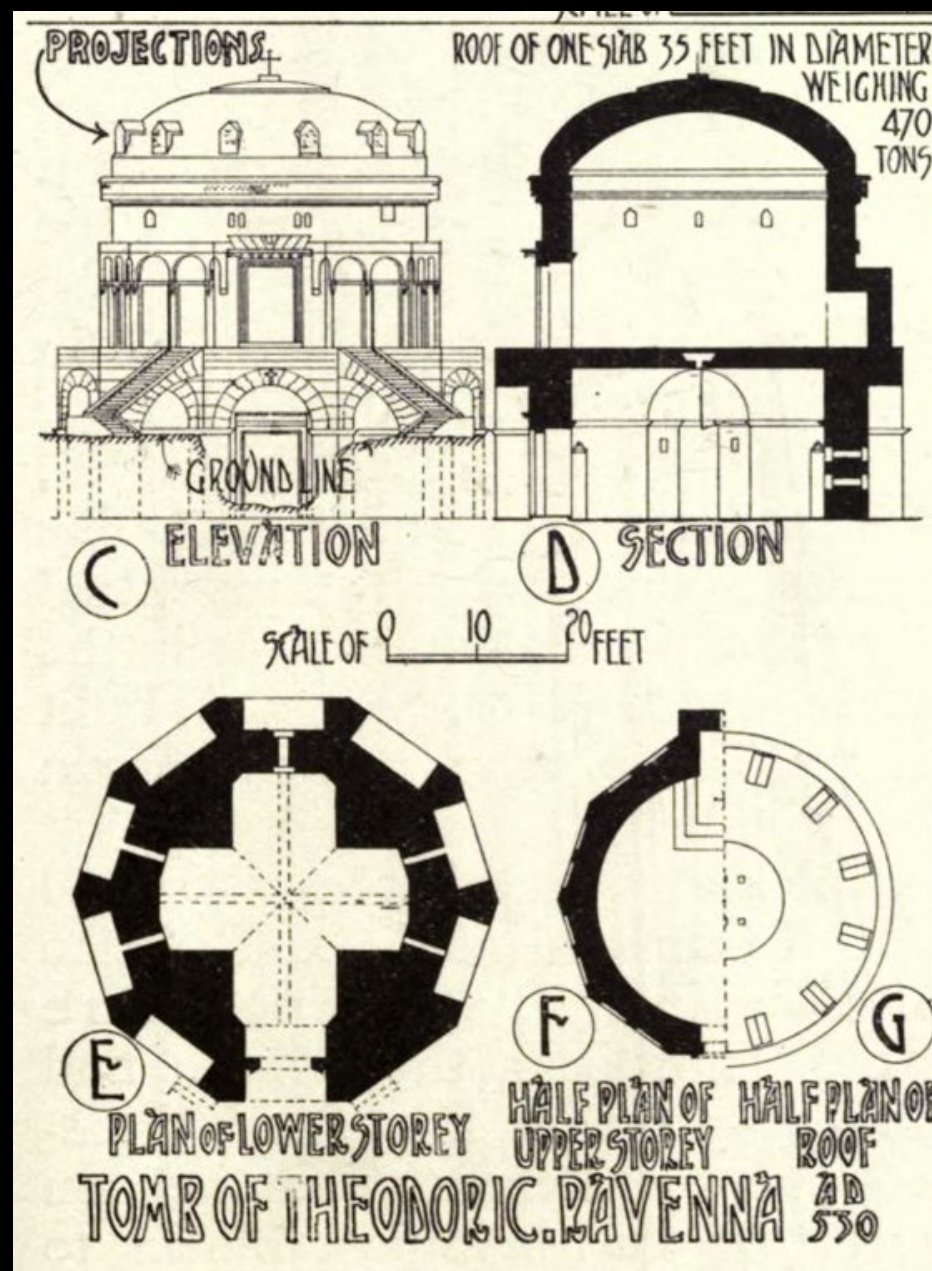 PROJECTIONS
ROOF OF ONE SLAB 35 FEET IN DIAMETER
WEIGHING
470
TONS
GROUND LINE
C ELEVATION
D SECTION
SCALE OF 0 10 20 FEET
E
PLAN OF LOWER STOREY
F
HALF PLAN OF
UPPER STOREY
G
HALF PLAN OF
ROOF
TOMB OF THEODORIC. RAVENNA AD
530